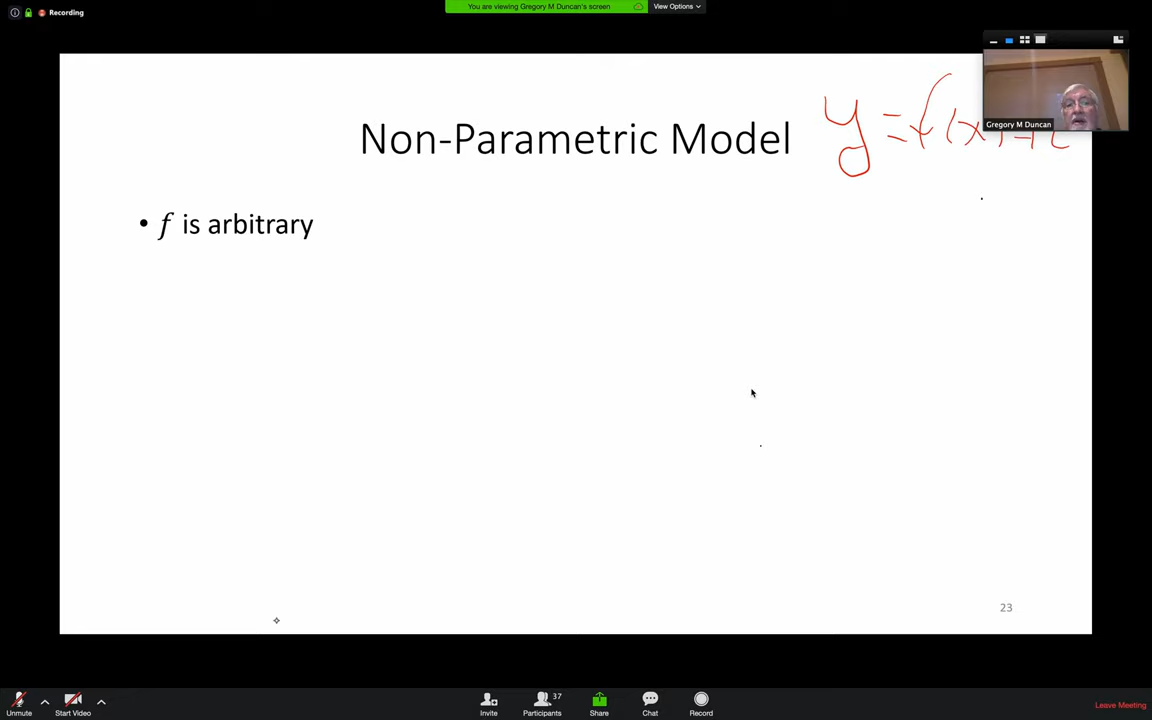 Recording
You are viewing Gregory M Duncan's screen
View Options
Gregory M Duncan
Non-Parametric Model
y = f(x) +
• f is arbitrary
23
Unmute
Start Video
Invite
Participants
37
Share
Chat
Record
Leave Meeting